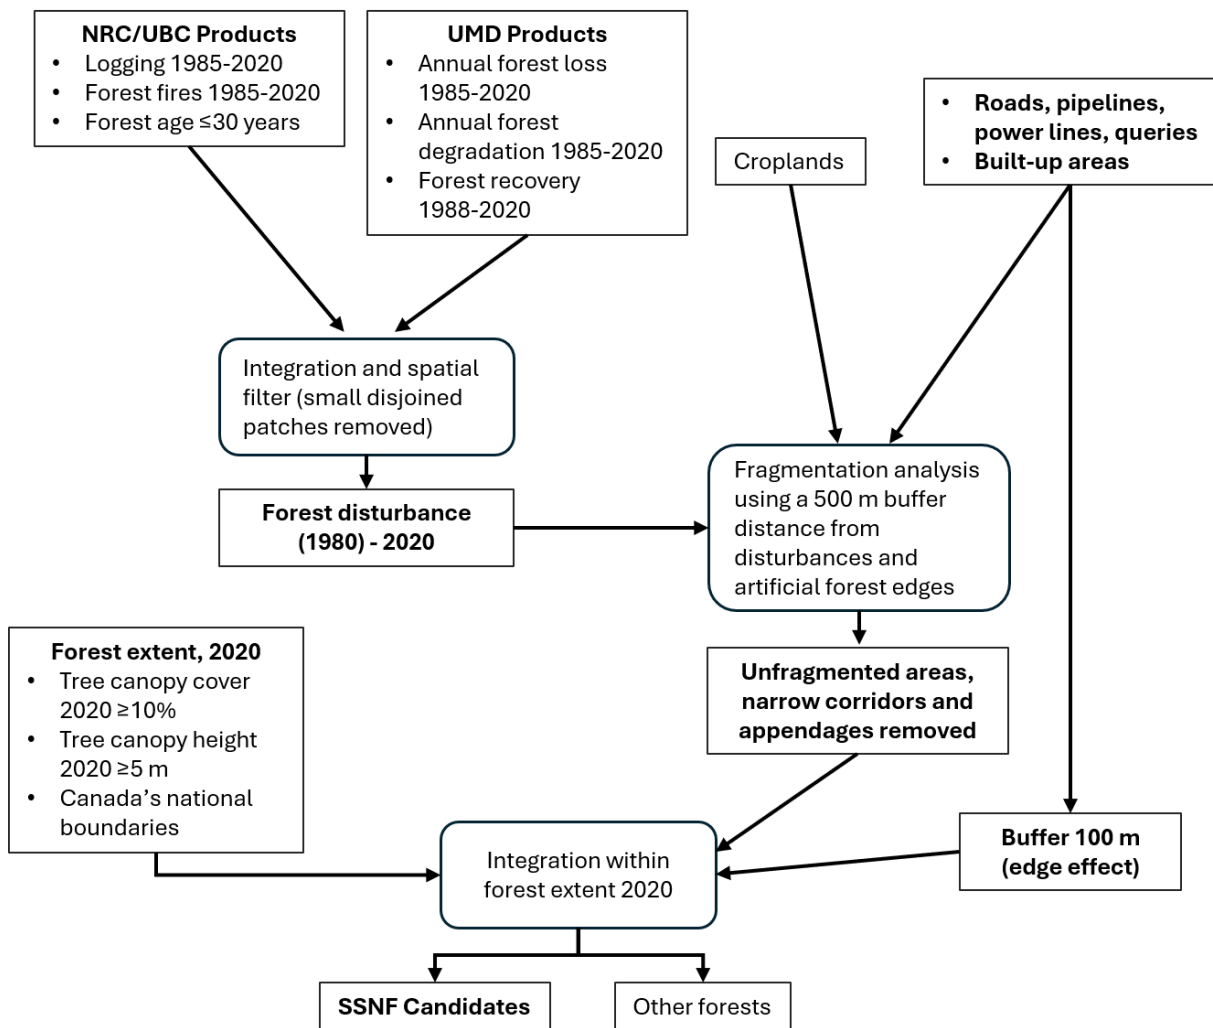 NRC/UBC Products
• Logging 1985-2020
• Forest fires 1985-2020
• Forest age ≤30 years
UMD Products
• Annual forest loss
1985-2020
• Annual forest
degradation 1985-2020
• Forest recovery
1988-2020
Croplands
• Roads, pipelines,
power lines, queries
• Built-up areas
Integration and spatial
filter (small disjoined
patches removed)
Forest disturbance
(1980) - 2020
Fragmentation analysis
using a 500 m buffer
distance from
disturbances and
artificial forest edges
Forest extent, 2020
• Tree canopy cover
2020 ≥10%
• Tree canopy height
2020 ≥5 m
• Canada's national
boundaries
Unfragmented areas,
narrow corridors and
appendages removed
Buffer 100 m
(edge effect)
Integration within
forest extent 2020
SSNF Candidates
Other forests